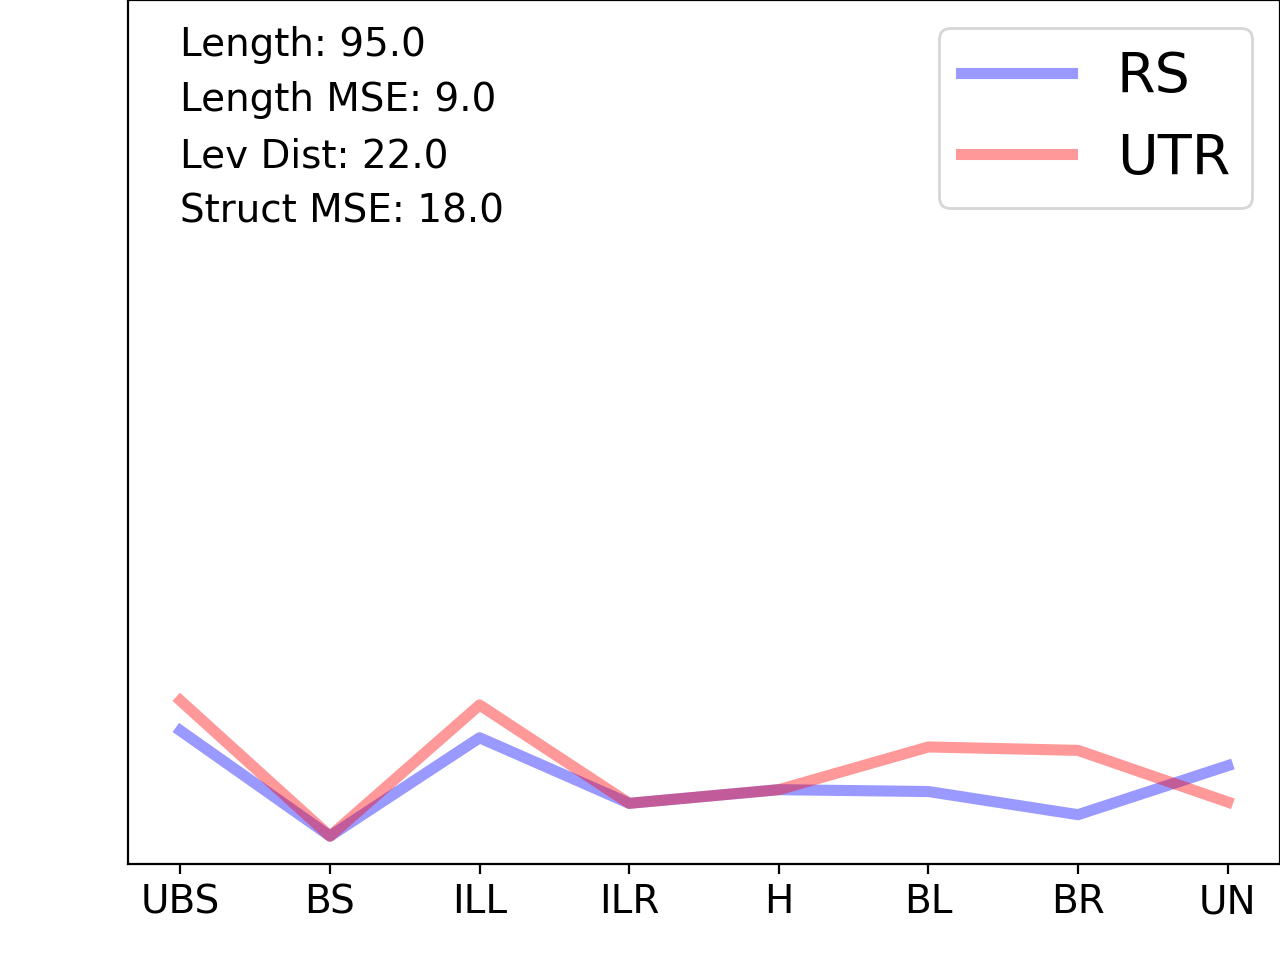 Length: 95.0
Length MSE: 9.0
Lev Dist: 22.0
Struct MSE: 18.0
RS
UTR
UBS BS ILL ILR H BL BR UN